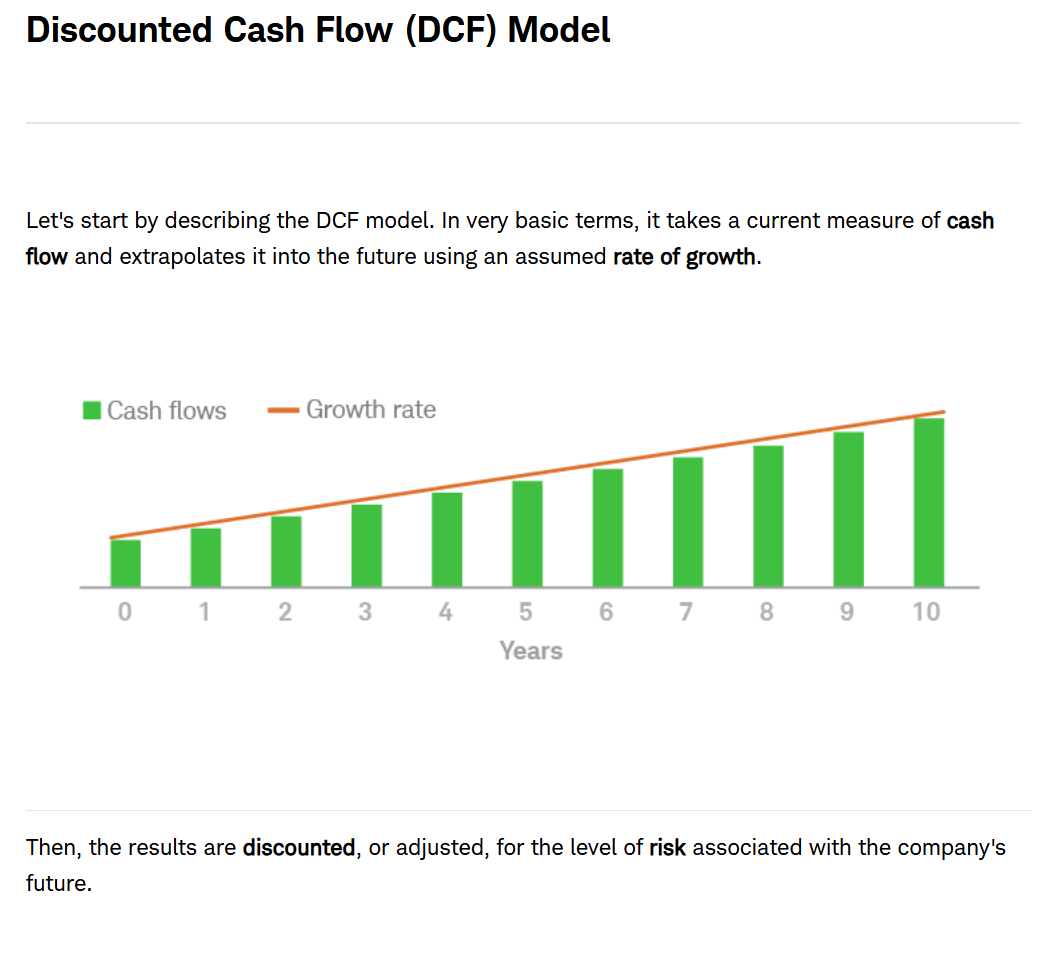 Discounted Cash Flow (DCF) Model
Let's start by describing the DCF model. In very basic terms, it takes a current measure of cash
flow and extrapolates it into the future using an assumed rate of growth.
Cash flows Growth rate
0 1 2 3 4 5 6 7 8 9 10
Years
Then, the results are discounted, or adjusted, for the level of risk associated with the company's
future.